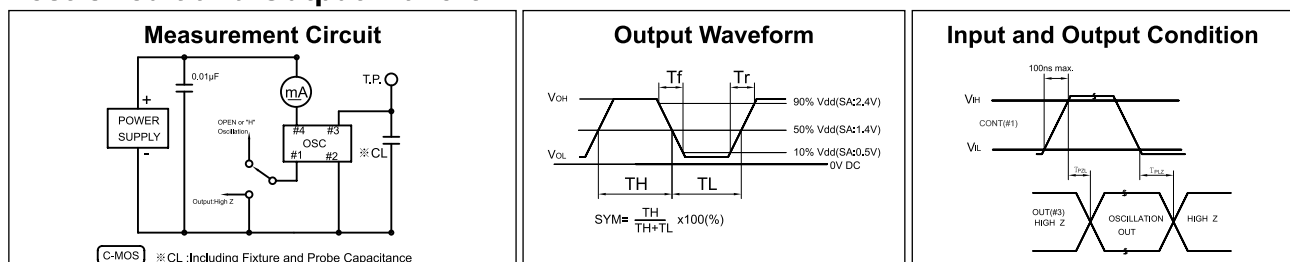 Measurement Circuit
0.01µF
T.P.
mA
+
POWER
SUPPLY
-
OPEN or "H"
Oscillation
#4
#3
OSC
#1
#2
※CL
Output:High Z
C-MOS
※CL :Including Fixture and Probe Capacitance
Output Waveform
Tf
Tr
VOH
90% Vdd(SA:2.4V)
50% Vdd(SA:1.4V)
VOL
10% Vdd(SA:0.5V)
0V DC
TH
TL
SYM= TH/TH+TL x100(%)
Input and Output Condition
100ns max.
VIH
CONT(#1)
VIL
TPZL
TPLZ
OUT(#3)
HIGH Z
OSCILLATION
OUT
HIGH Z